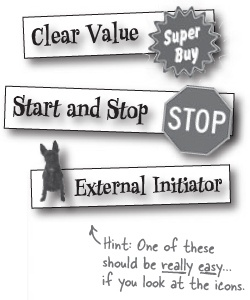 Clear Value
Super
Buy
Start and Stop
STOP
External Initiator
Hint: One of these
should be really easy...
if you look at the icons.